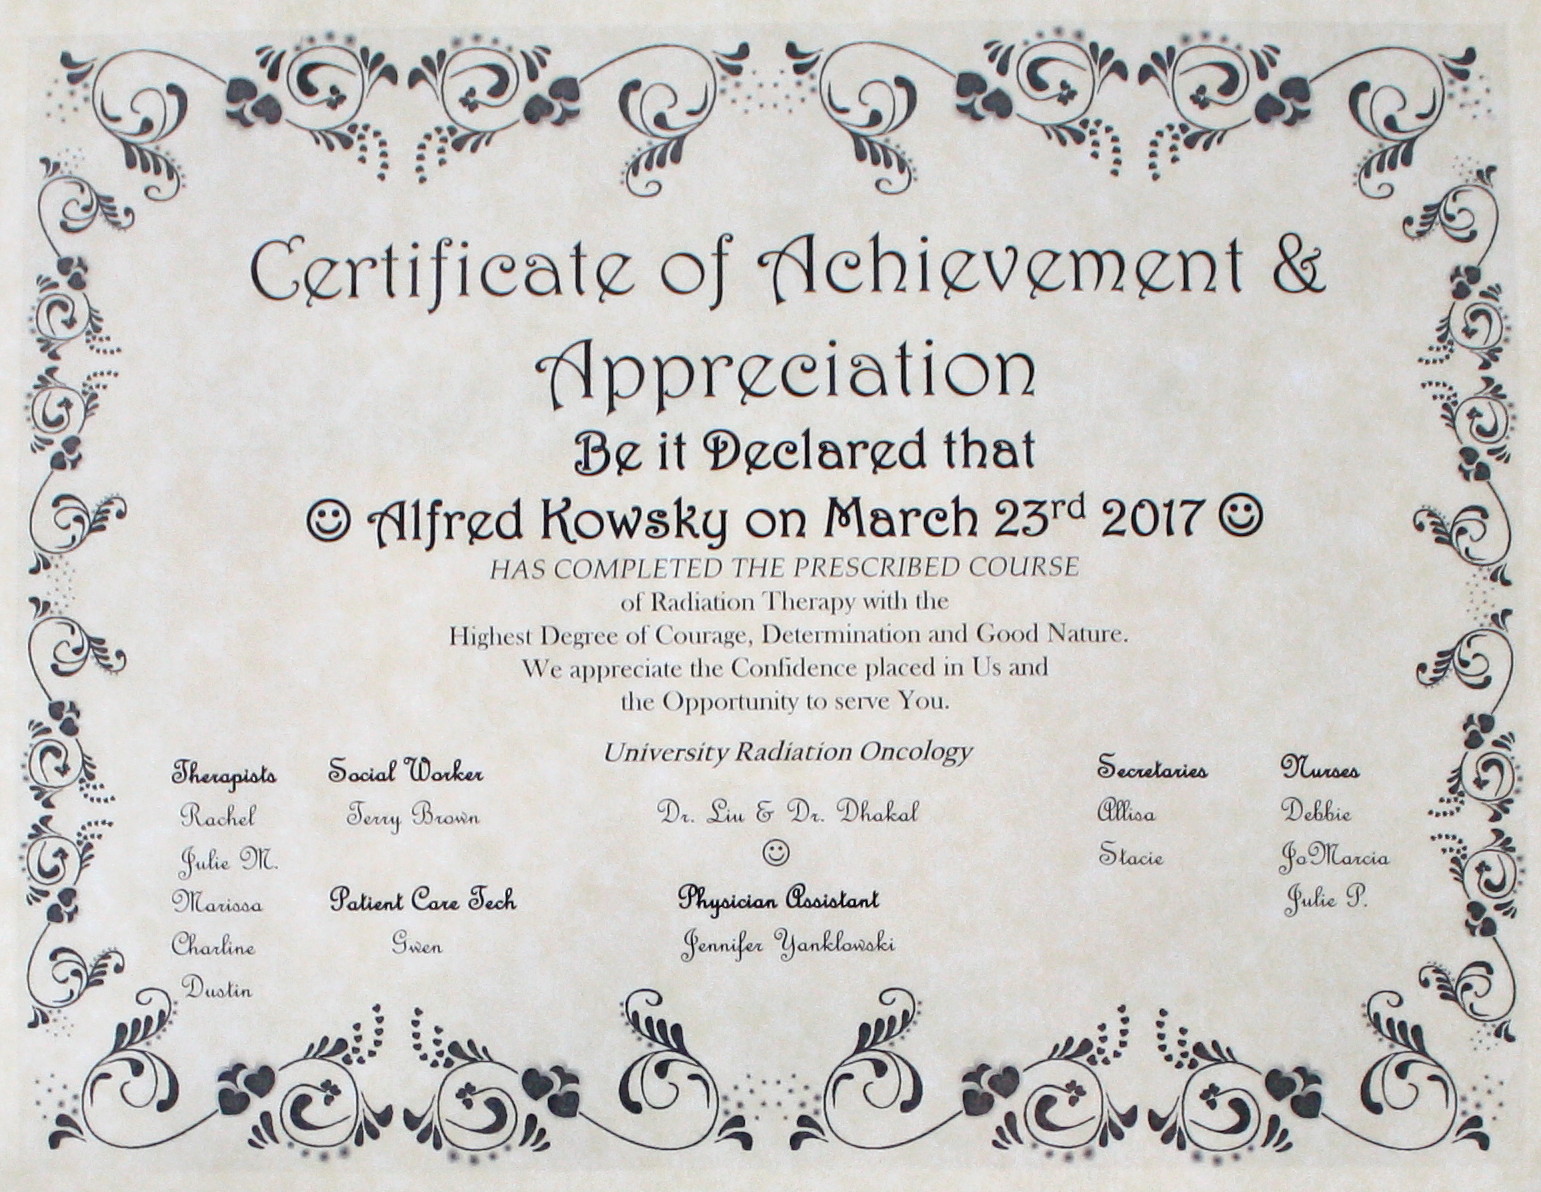 Certificate of Achievement &
Appreciation
Be it Declared that
☺ Alfred Kowsky on March 23rd 2017 ☺
HAS COMPLETED THE PRESCRIBED COURSE
of Radiation Therapy with the
Highest Degree of Courage, Determination and Good Nature.
We appreciate the Confidence placed in Us and
the Opportunity to serve You.
University Radiation Oncology
Therapists
Rachel
Julie M.
Marissa
Charline
Dustin
Social Worker
Terry Brown
Patient Care Tech
Gwen
Dr. Liu & Dr. Dhakal
☺
Physician Assistant
Jennifer Yanklowski
Secretaries
Allisa
Stacie
Nurses
Debbie
JoMarcia
Julie P.